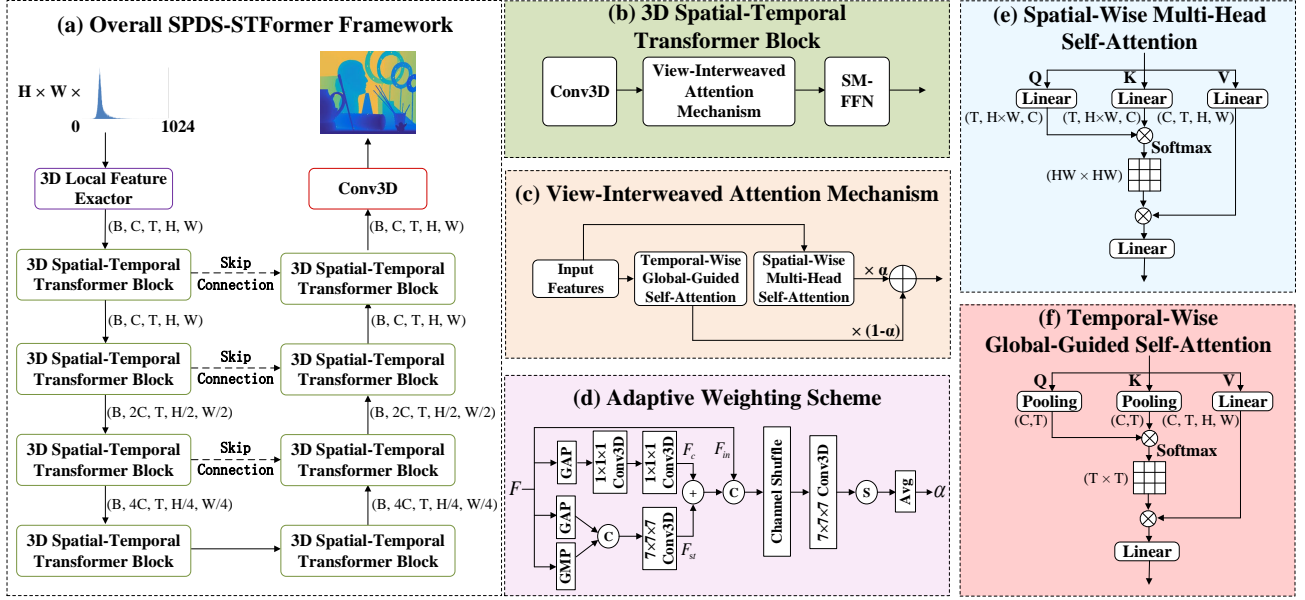 (a) Overall SPDS-STFormer Framework
H × W ×
0
1024
3D Local Feature
Exactor
Conv3D
(B, C, T, H, W)
(B, C, T, H, W)
3D Spatial-Temporal
Transformer Block
Skip
Connection
3D Spatial-Temporal
Transformer Block
(B, C, T, H, W)
(B, C, T, H, W)
3D Spatial-Temporal
Transformer Block
Skip
Connection
3D Spatial-Temporal
Transformer Block
(B, 2C, T, H/2, W/2)
(B, 2C, T, H/2, W/2)
3D Spatial-Temporal
Transformer Block
Skip
Connection
3D Spatial-Temporal
Transformer Block
(B, 4C, T, H/4, W/4)
(B, 4C, T, H/4, W/4)
3D Spatial-Temporal
Transformer Block
3D Spatial-Temporal
Transformer Block
(b) 3D Spatial-Temporal
Transformer Block
Conv3D
View-Interweaved
Attention
Mechanism
SM-
FFN
(c) View-Interweaved Attention Mechanism
Input
Features
Temporal-Wise
Global-Guided
Self-Attention
Spatial-Wise
Multi-Head
Self-Attention
× α
× (1-α)
(d) Adaptive Weighting Scheme
F
GAP
1×1×1
Conv3D
1×1×1
Conv3D
F_c
F_in
GAP
GMP
C
7×7×7
Conv3D
F_st
+
C
Channel Shuffle
7×7×7 Conv3D
S
Avg
α
(e) Spatial-Wise Multi-Head
Self-Attention
Q
K
V
Linear
Linear
Linear
(T, H×W, C)
(T, H×W, C)
(C, T, H, W)
Softmax
(HW × HW)
Linear
(f) Temporal-Wise
Global-Guided Self-Attention
Q
K
V
Pooling
Pooling
Linear
(C,T)
(C,T)
(C, T, H, W)
Softmax
(T × T)
Linear